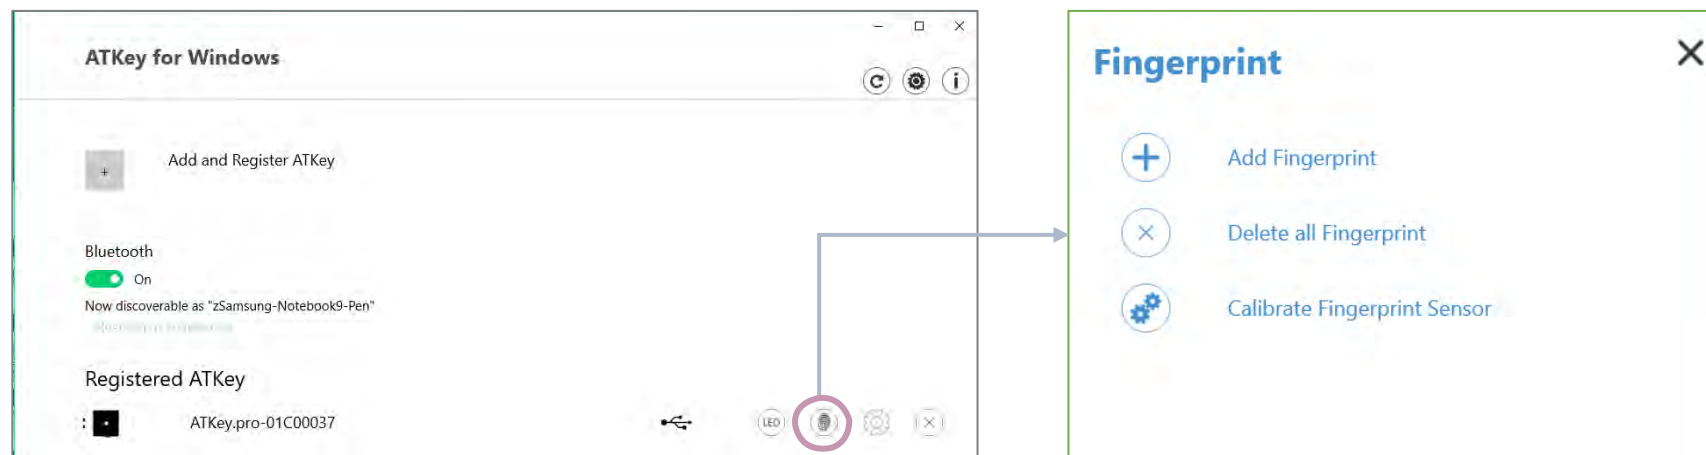 ATKey for Windows
Add and Register ATKey
Bluetooth
On
Now discoverable as "zSamsung-Notebook9-Pen"
Registered ATKey
ATKey.pro-01C00037
LED
Fingerprint
Add Fingerprint
Delete all Fingerprint
Calibrate Fingerprint Sensor